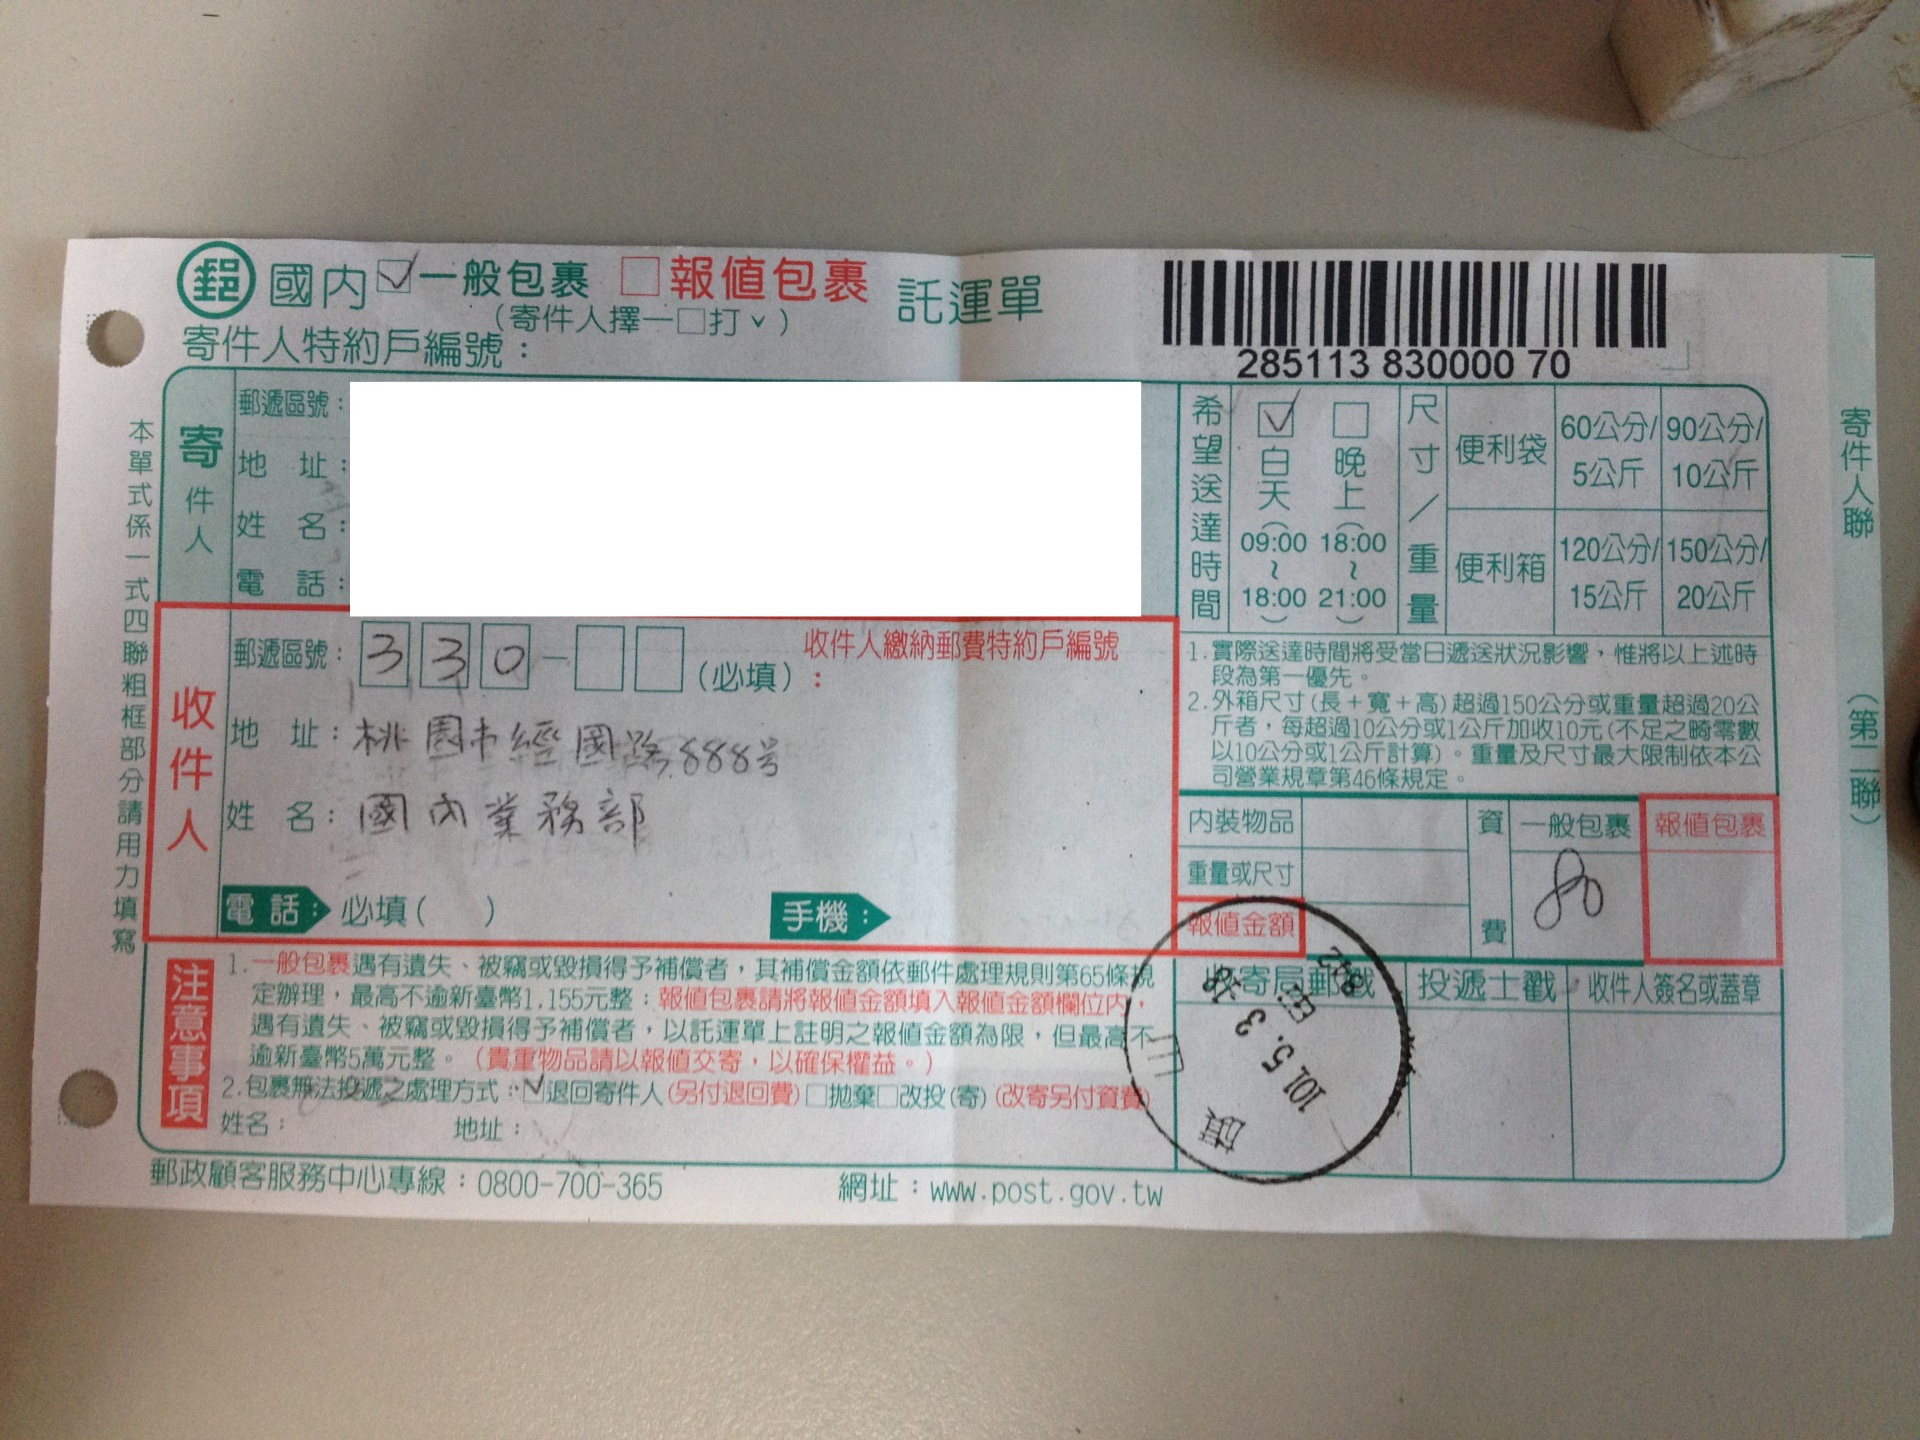 郵 國內 ☑一般包裹 □報值包裹 託運單
(寄件人擇一□打ˇ)
寄件人特約戶編號：
285113 830000 70
本單式係一式四聯粗框部分請用力填寫
寄件人
郵遞區號：
地 址：
姓 名：
電 話：
希望送達時間
☑白天(09:00~18:00)
□晚上(18:00~21:00)
尺寸／重量
便利袋 60公分/5公斤 90公分/10公斤
便利箱 120公分/15公斤 150公分/20公斤
寄件人聯
(第二聯)
收件人
郵遞區號：330-□□(必填)
收件人繳納郵費特約戶編號：
地 址：桃園市經國路888号
姓 名：國內業務部
電話： 必填( )
手機：
1.實際送達時間將受當日遞送狀況影響，惟將以上述時
段為第一優先。
2.外箱尺寸(長＋寬＋高)超過150公分或重量超過20公
斤者，每超過10公分或1公斤加收10元(不足之畸零數
以10公分或1公斤計算)。重量及尺寸最大限制依本公
司營業規章第46條規定。
內裝物品
重量或尺寸
報值金額
資費
一般包裹 報值包裹
80
收寄局郵戳 投遞士戳 收件人簽名或蓋章
101.5.3
注意事項
1.一般包裹遇有遺失、被竊或毀損得予補償者，其補償金額依郵件處理規則第65條規
定辦理，最高不逾新臺幣1,155元整；報值包裹請將報值金額填入報值金額欄位內，
遇有遺失、被竊或毀損得予補償者，以託運單上註明之報值金額為限，但最高不
逾新臺幣5萬元整。(貴重物品請以報值交寄，以確保權益。)
2.包裹無法投遞之處理方式：☑退回寄件人(另付退回費)□拋棄□改投(寄)(改寄另付資費)
姓名： 地址：
郵政顧客服務中心專線：0800-700-365 網址：www.post.gov.tw